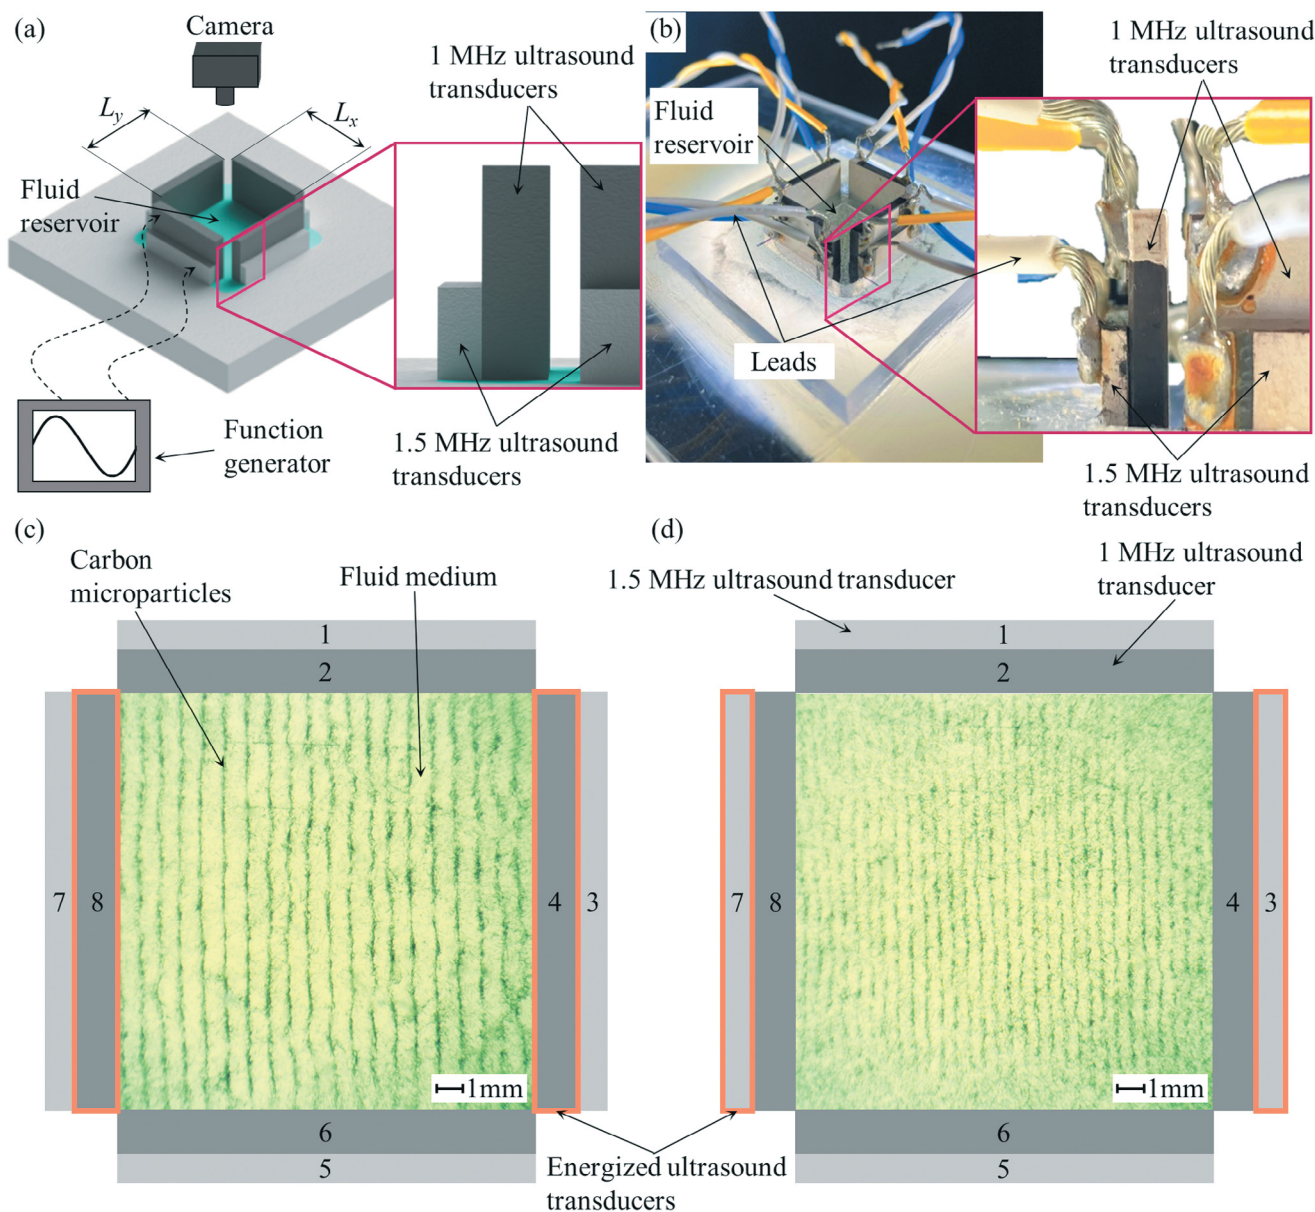 (a)
Camera
1 MHz ultrasound
transducers
Ly
Lx
Fluid
reservoir
Function
generator
1.5 MHz ultrasound
transducers
(b)
1 MHz ultrasound
transducers
Fluid
reservoir
Leads
1.5 MHz ultrasound
transducers
(c)
Carbon
microparticles
Fluid medium
1
2
7
8
4
3
1mm
6
5
Energized ultrasound
transducers
(d)
1.5 MHz ultrasound transducer
1 MHz ultrasound
transducer
1
2
7
8
4
3
1mm
6
5